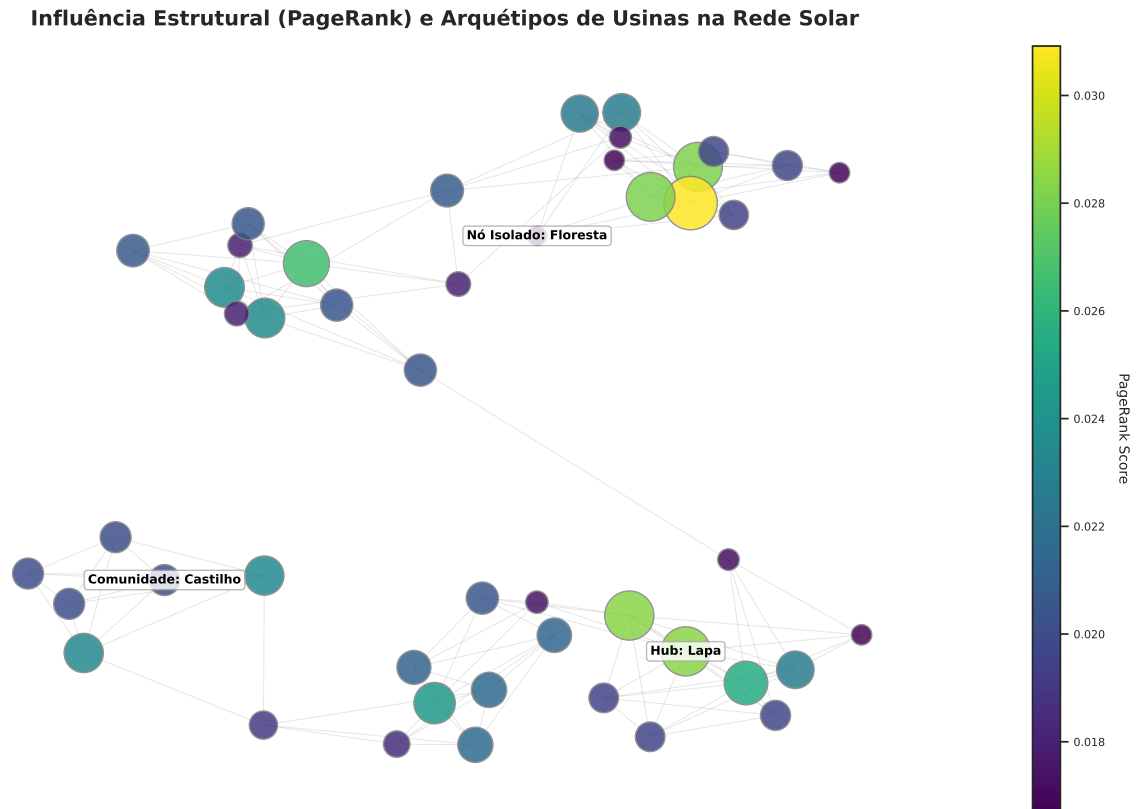 Influência Estrutural (PageRank) e Arquétipos de Usinas na Rede Solar
0.030
Nó Isolado: Floresta
0.028
0.026
0.024
PageRank Score
0.022
Comunidade: Castilho
0.020
Hub: Lapa
0.018